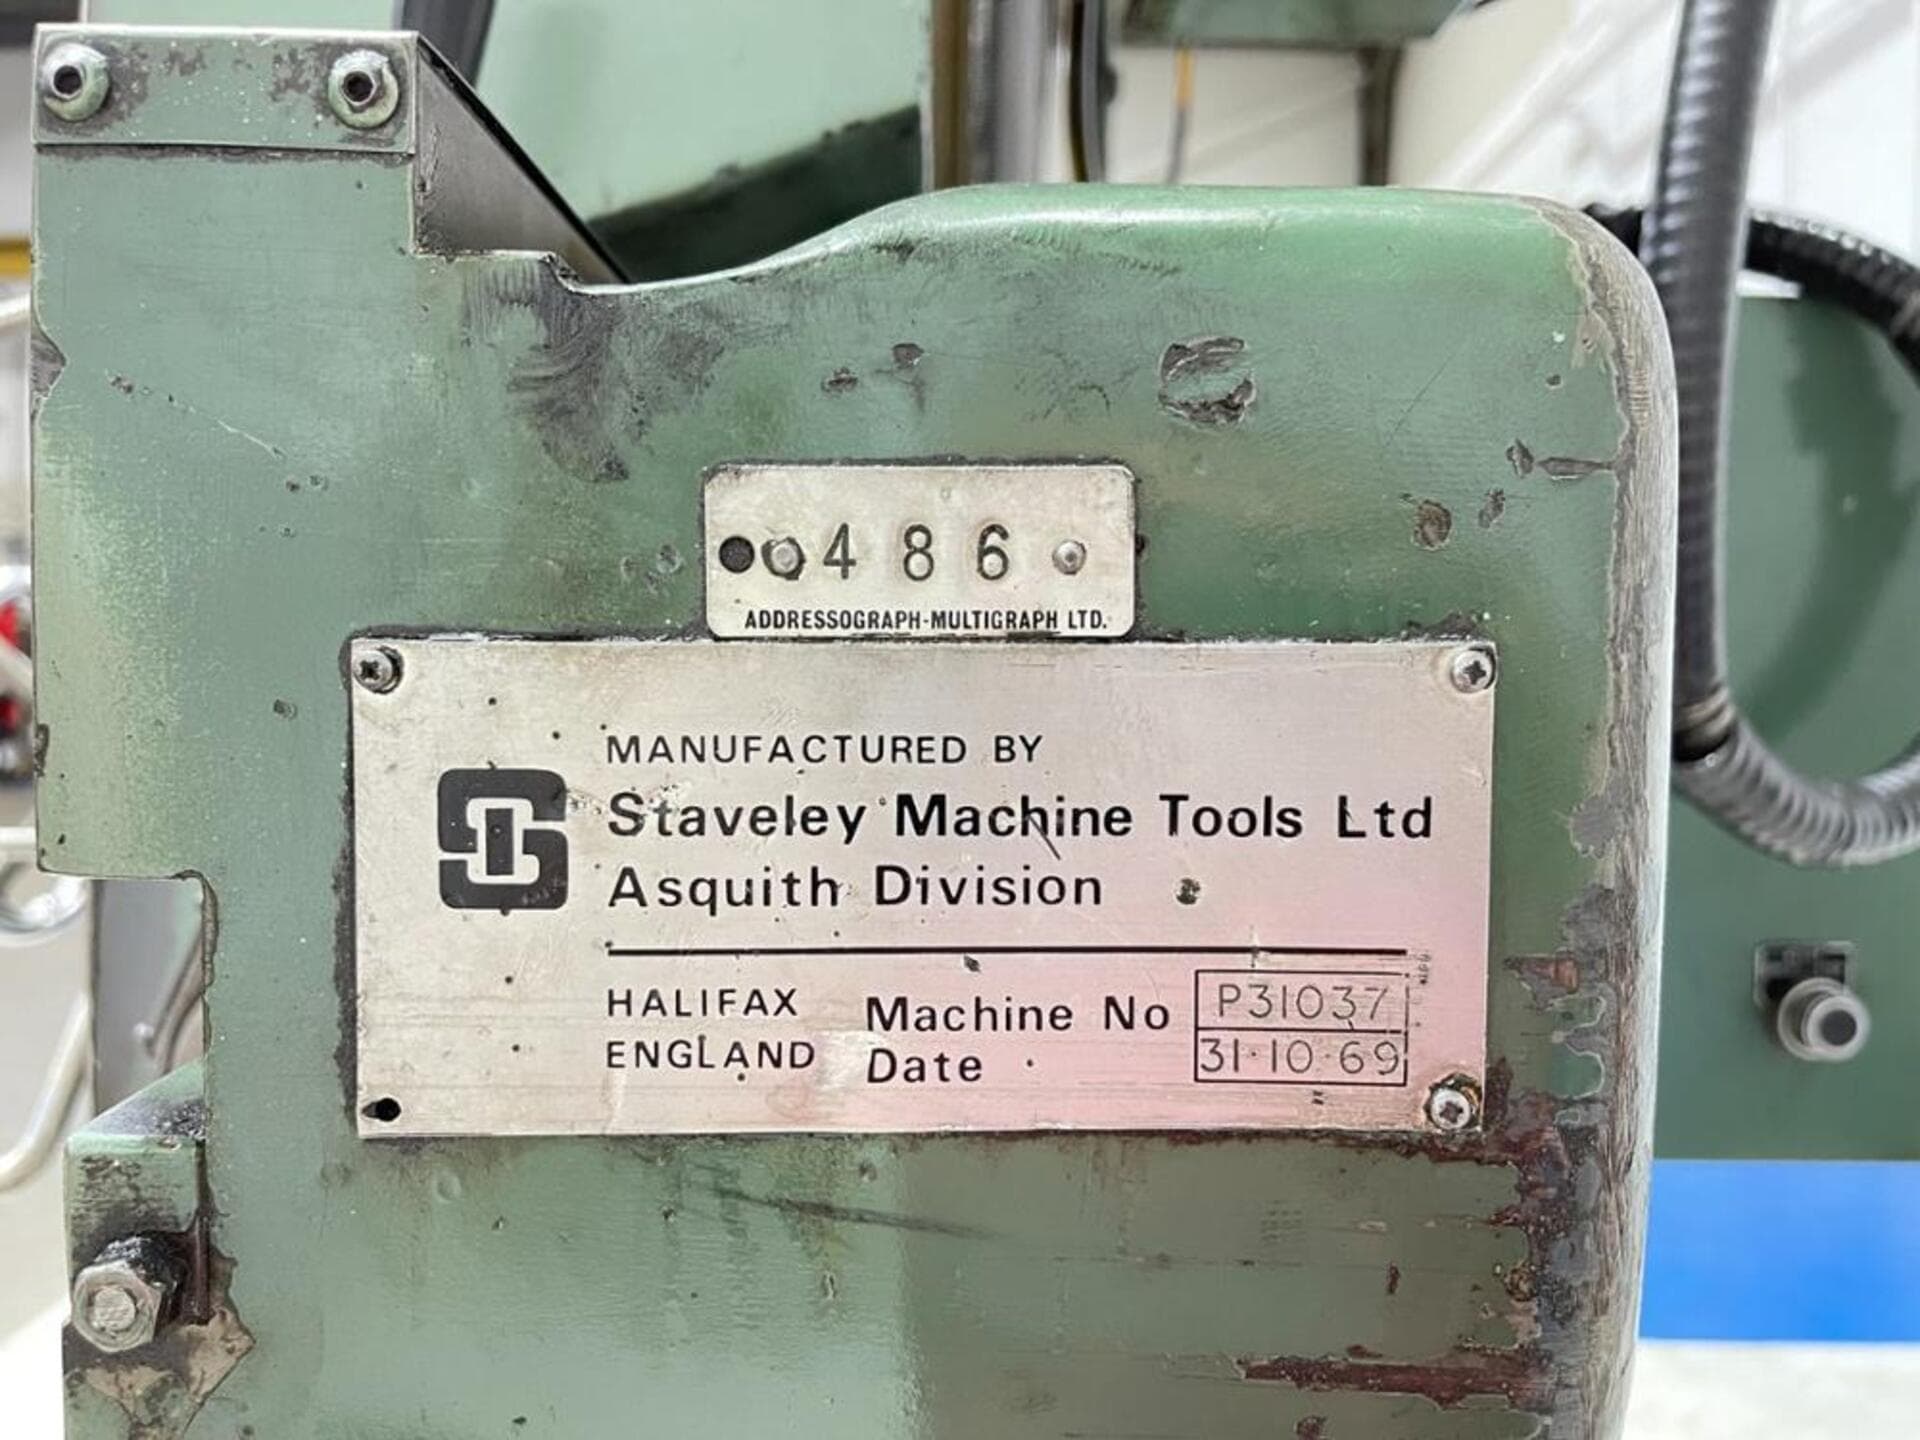 486
ADDRESSOGRAPH-MULTIGRAPH LTD.
MANUFACTURED BY
Staveley Machine Tools Ltd
Asquith Division
HALIFAX
ENGLAND
Machine No P31037
Date 31·10·69